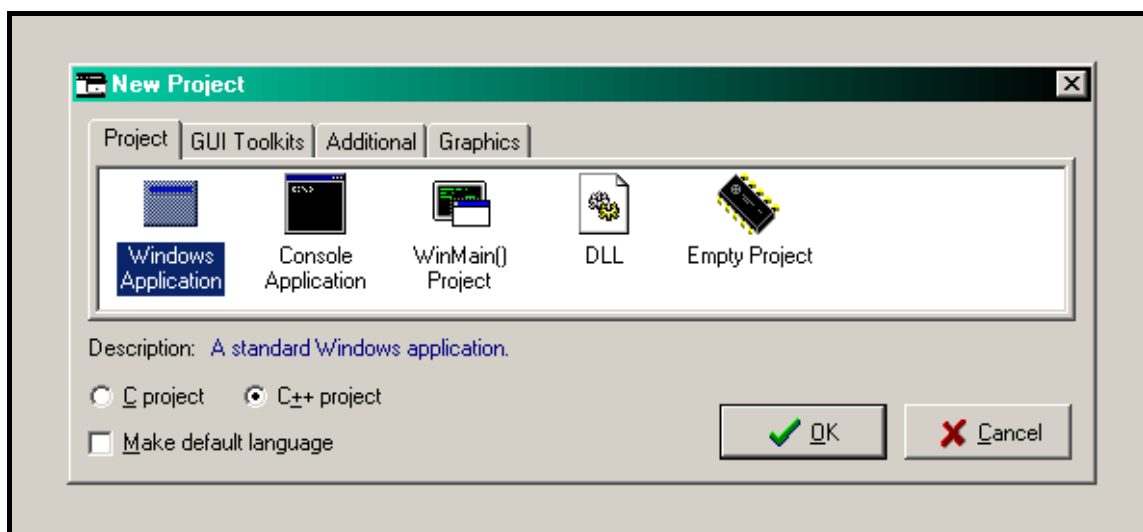 New Project
Project GUI Toolkits Additional Graphics
Windows Application
Console Application
WinMain() Project
DLL
Empty Project
Description: A standard Windows application.
C project C++ project
Make default language
OK Cancel